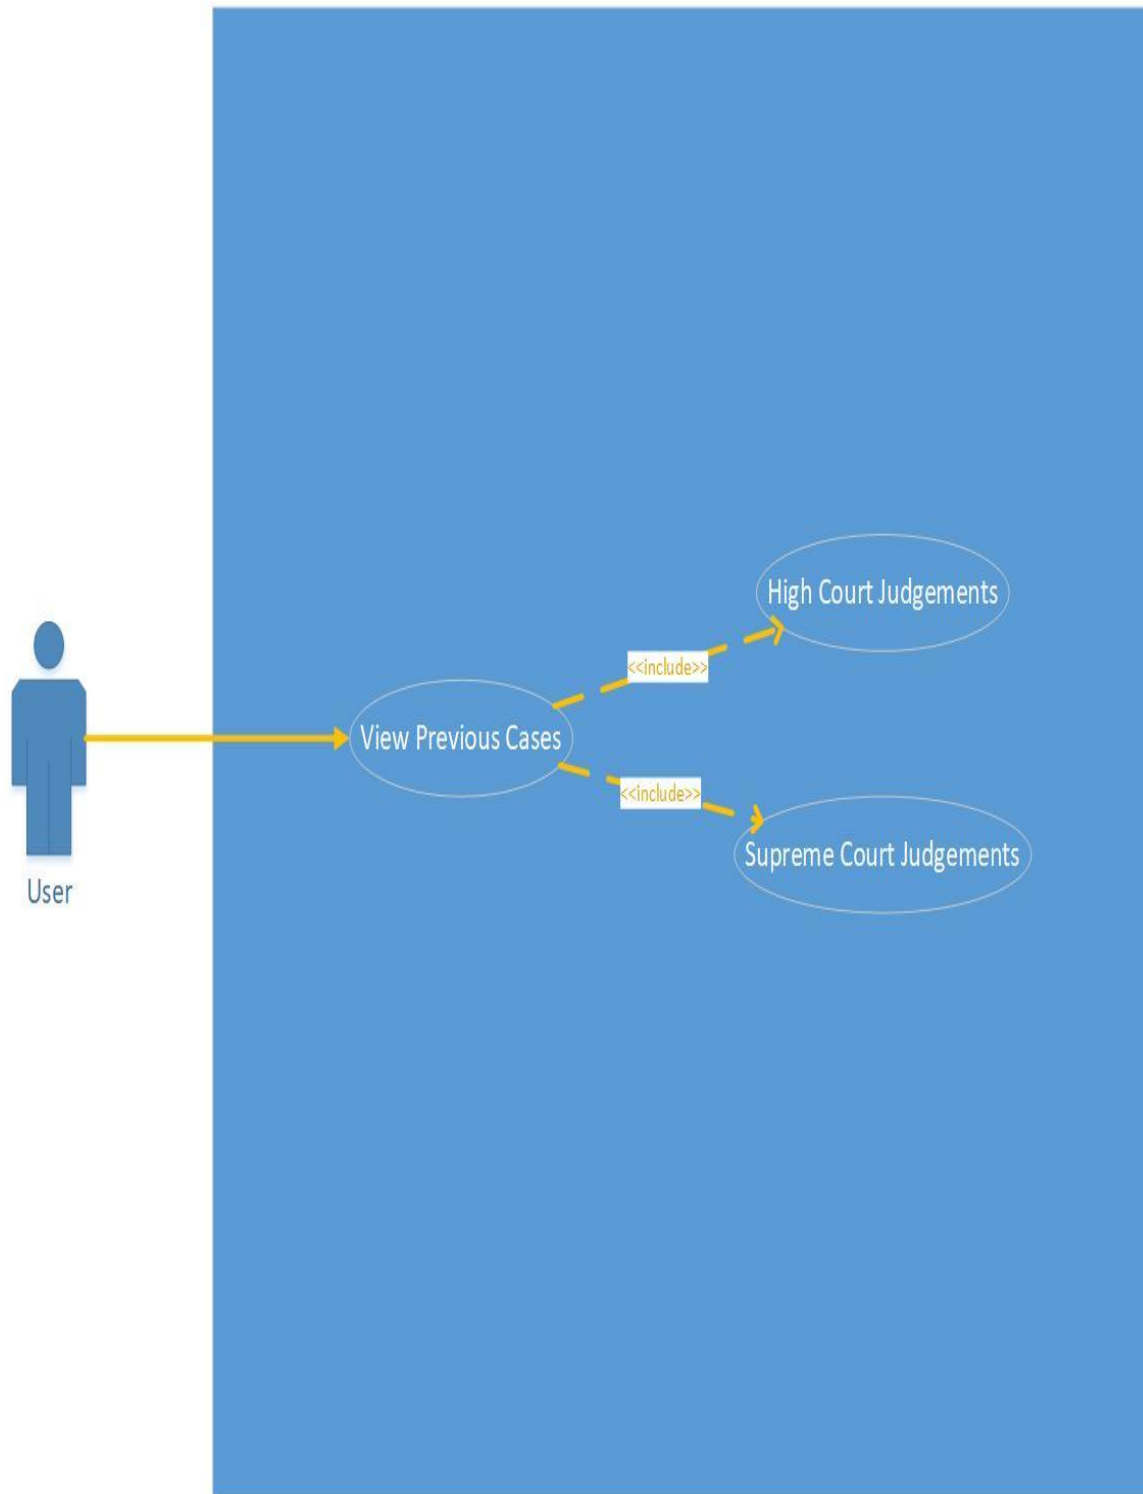 High Court Judgements
<<include>>
View Previous Cases
<<include>>
Supreme Court Judgements
User